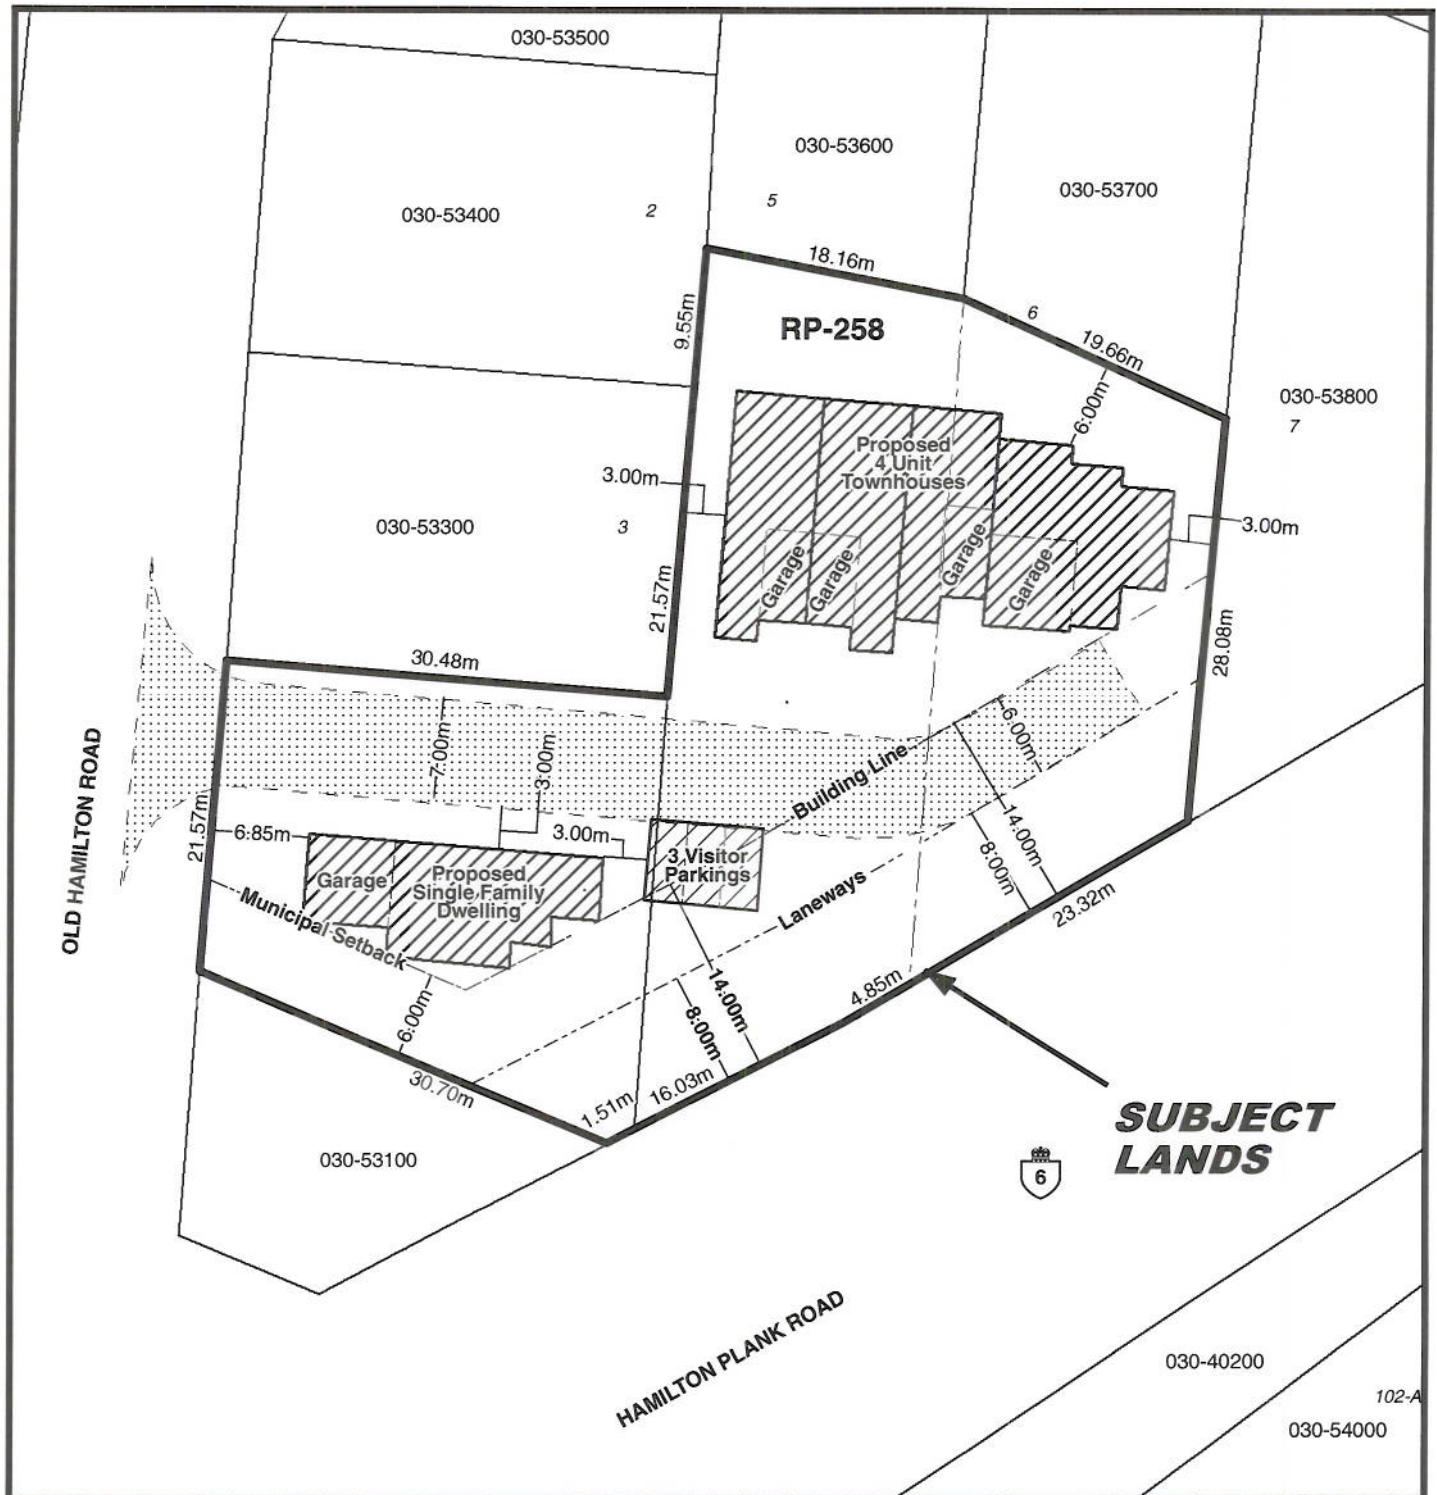 030-53500
030-53600
030-53700
030-53400
2
5
18.16m
6
9.55m
RP-258
19.66m
6.00m
030-53800
7
Proposed
4 Unit
Townhouses
3.00m
030-53300
3
3.00m
Garage
Garage
Garage
Garage
21.57m
28.08m
30.48m
OLD HAMILTON ROAD
7.00m
3.00m
6.00m
Building Line
21.57m
6.85m
3.00m
14.00m
8.00m
3 Visitor
Parkings
Garage
Proposed
Single Family
Dwelling
Laneways
Municipal Setback
23.32m
4.85m
14.00m
8.00m
6.00m
30.70m
1.51m
16.03m
SUBJECT
LANDS
6
030-53100
HAMILTON PLANK ROAD
030-40200
102-A
030-54000